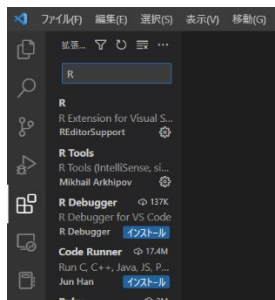 ファイル(F) 編集(E) 選択(S) 表示(V) 移動(G)
拡張... ...
R
R
R Extension for Visual S...
REditorSupport
R Tools
R Tools (IntelliSense, si...
Mikhail Arkhipov
R Debugger 137K
R Debugger for VS Code
R Debugger インストール
Code Runner 17.4M
Run C, C++, Java, JS, P...
Jun Han インストール